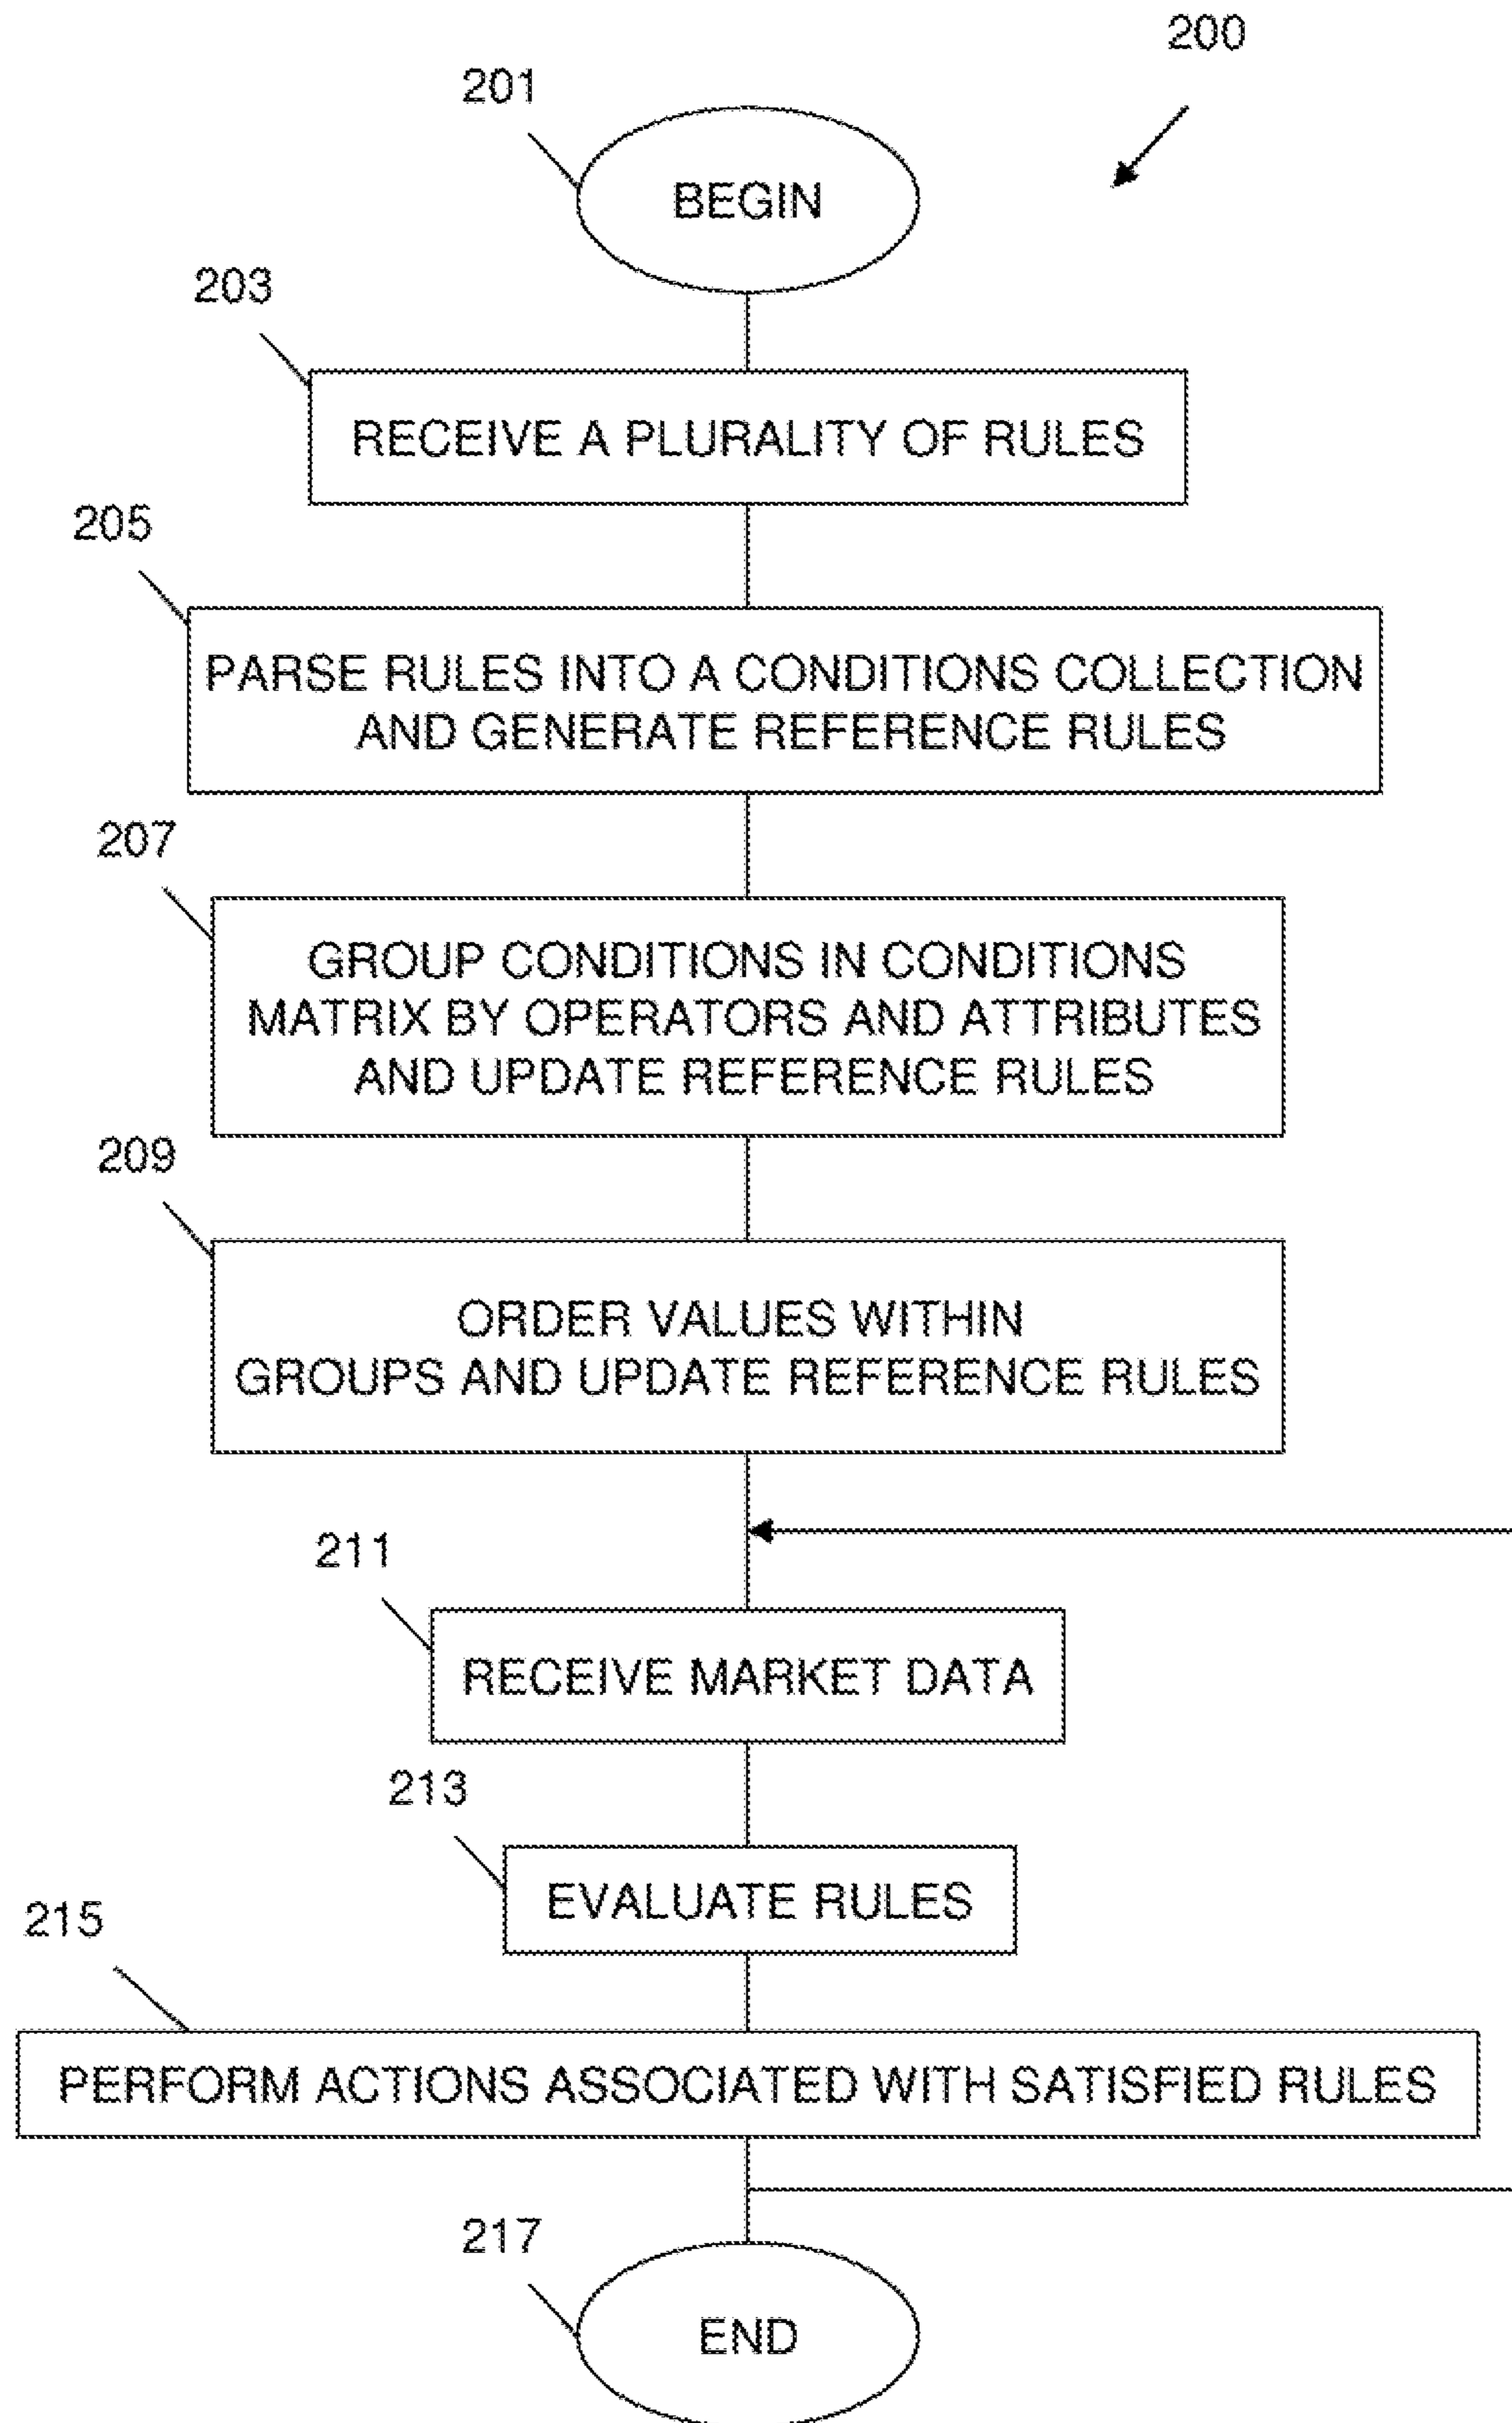 200
201
BEGIN
203
RECEIVE A PLURALITY OF RULES
205
PARSE RULES INTO A CONDITIONS COLLECTION
AND GENERATE REFERENCE RULES
207
GROUP CONDITIONS IN CONDITIONS
MATRIX BY OPERATORS AND ATTRIBUTES
AND UPDATE REFERENCE RULES
209
ORDER VALUES WITHIN
GROUPS AND UPDATE REFERENCE RULES
211
RECEIVE MARKET DATA
213
EVALUATE RULES
215
PERFORM ACTIONS ASSOCIATED WITH SATISFIED RULES
217
END